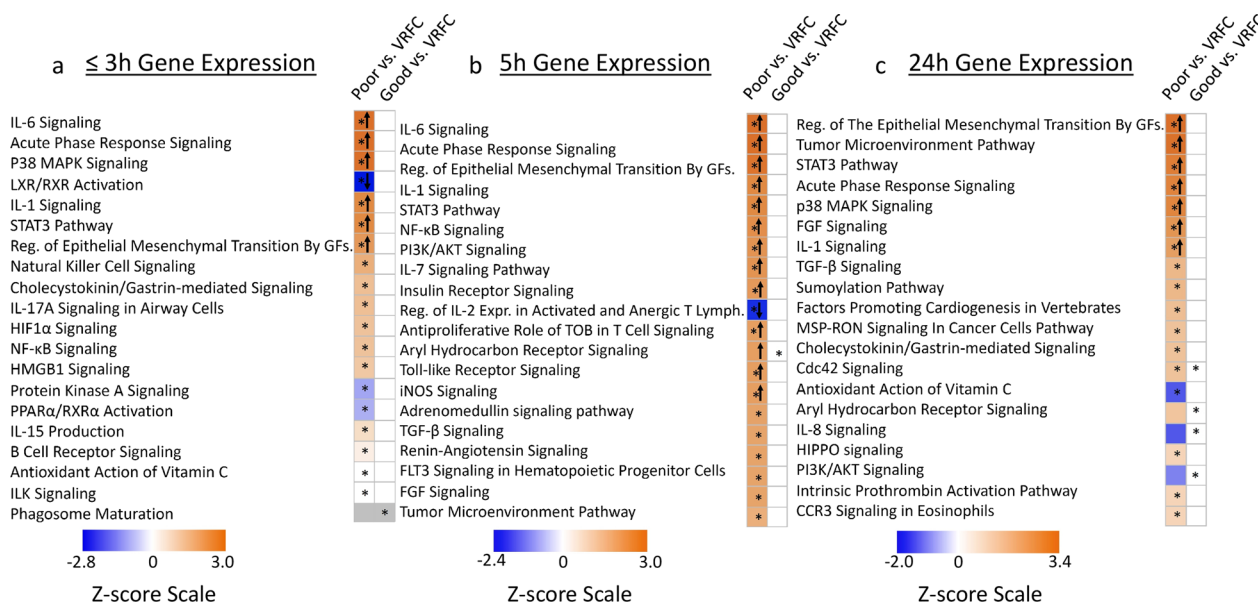 a ≤ 3h Gene Expression
Poor vs. VRFC
Good vs. VRFC
IL-6 Signaling
Acute Phase Response Signaling
P38 MAPK Signaling
LXR/RXR Activation
IL-1 Signaling
STAT3 Pathway
Reg. of Epithelial Mesenchymal Transition By GFs.
Natural Killer Cell Signaling
Cholecystokinin/Gastrin-mediated Signaling
IL-17A Signaling in Airway Cells
HIF1α Signaling
NF-κB Signaling
HMGB1 Signaling
Protein Kinase A Signaling
PPARα/RXRα Activation
IL-15 Production
B Cell Receptor Signaling
Antioxidant Action of Vitamin C
ILK Signaling
Phagosome Maturation
-2.8 0 3.0
Z-score Scale
b 5h Gene Expression
Poor vs. VRFC
Good vs. VRFC
IL-6 Signaling
Acute Phase Response Signaling
Reg. of Epithelial Mesenchymal Transition By GFs.
IL-1 Signaling
STAT3 Pathway
NF-κB Signaling
PI3K/AKT Signaling
IL-7 Signaling Pathway
Insulin Receptor Signaling
Reg. of IL-2 Expr. in Activated and Anergic T Lymph.
Antiproliferative Role of TOB in T Cell Signaling
Aryl Hydrocarbon Receptor Signaling
Toll-like Receptor Signaling
iNOS Signaling
Adrenomedullin signaling pathway
TGF-β Signaling
Renin-Angiotensin Signaling
FLT3 Signaling in Hematopoietic Progenitor Cells
FGF Signaling
Tumor Microenvironment Pathway
-2.4 0 3.0
Z-score Scale
c 24h Gene Expression
Poor vs. VRFC
Good vs. VRFC
Reg. of The Epithelial Mesenchymal Transition By GFs.
Tumor Microenvironment Pathway
STAT3 Pathway
Acute Phase Response Signaling
p38 MAPK Signaling
FGF Signaling
IL-1 Signaling
TGF-β Signaling
Sumoylation Pathway
Factors Promoting Cardiogenesis in Vertebrates
MSP-RON Signaling In Cancer Cells Pathway
Cholecystokinin/Gastrin-mediated Signaling
Cdc42 Signaling
Antioxidant Action of Vitamin C
Aryl Hydrocarbon Receptor Signaling
IL-8 Signaling
HIPPO signaling
PI3K/AKT Signaling
Intrinsic Prothrombin Activation Pathway
CCR3 Signaling in Eosinophils
-2.0 0 3.4
Z-score Scale